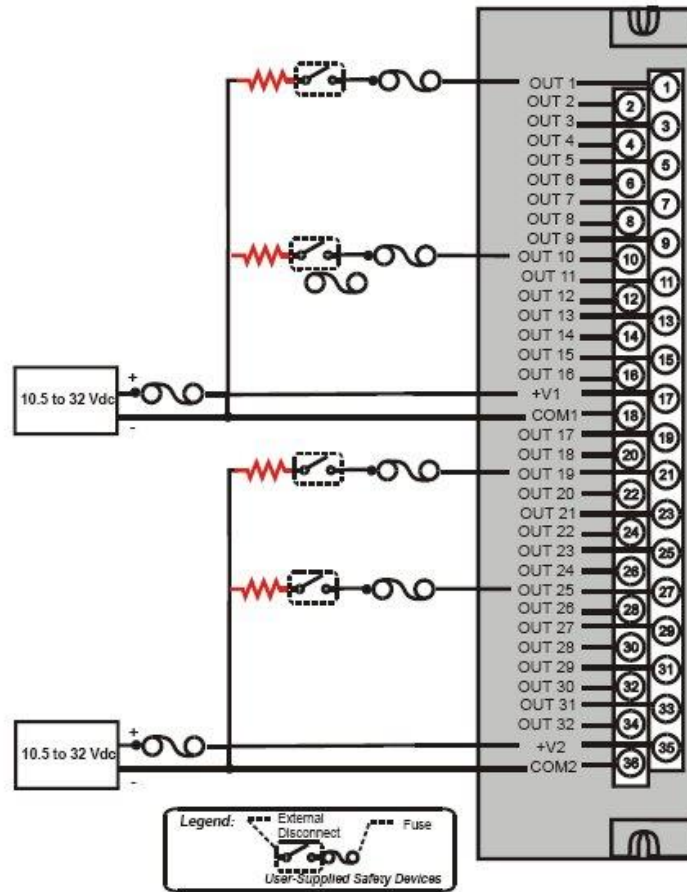 OUT 1
OUT 2
OUT 3
OUT 4
OUT 5
OUT 6
OUT 7
OUT 8
OUT 9
OUT 10
OUT 11
OUT 12
OUT 13
OUT 14
OUT 15
OUT 16
+V1
COM1
OUT 17
OUT 18
OUT 19
OUT 20
OUT 21
OUT 22
OUT 23
OUT 24
OUT 25
OUT 26
OUT 27
OUT 28
OUT 29
OUT 30
OUT 31
OUT 32
+V2
COM2
1
2
3
4
5
6
7
8
9
10
11
12
13
14
15
16
17
18
19
20
21
22
23
24
25
26
27
28
29
30
31
32
33
34
35
36
+
10.5 to 32 Vdc
-
+
10.5 to 32 Vdc
-
Legend:
External
Disconnect
Fuse
User-Supplied Safety Devices